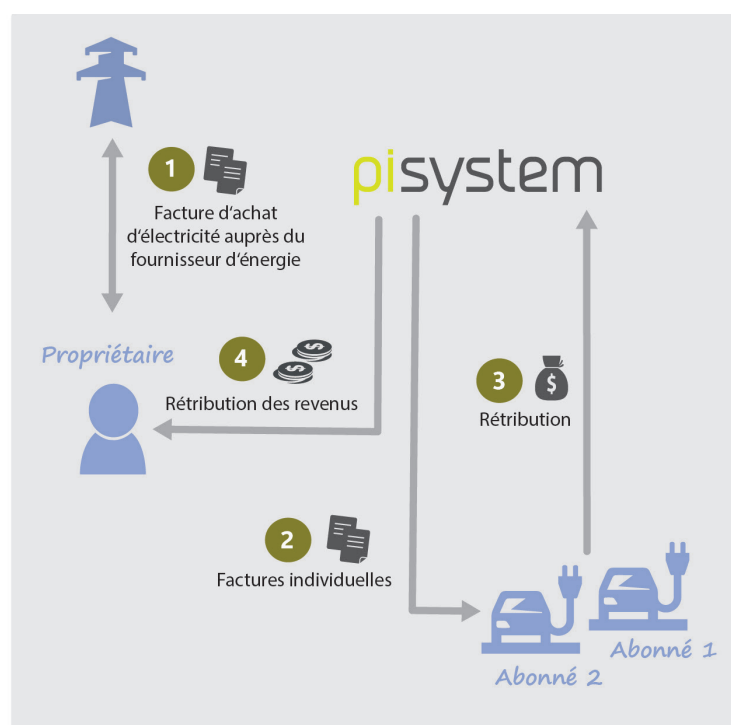 1
Facture d'achat
d'électricité auprès du
fournisseur d'énergie
pisystem
Propriétaire
4
Rétribution des revenus
3
$
Rétribution
2
Factures individuelles
Abonné 1
Abonné 2